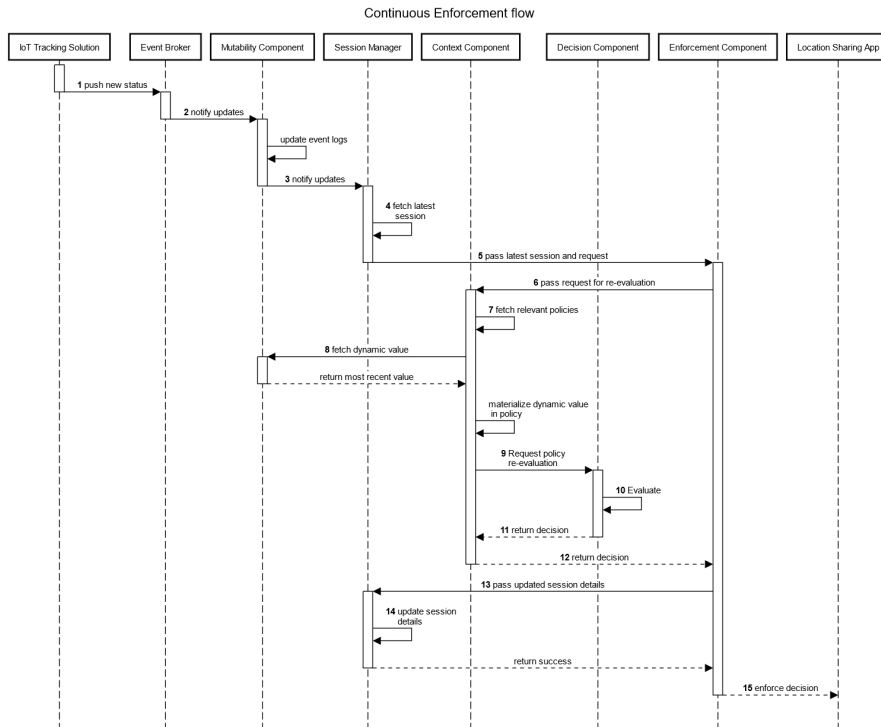 Continuous Enforcement flow
IoT Tracking Solution
Event Broker
Mutability Component
Session Manager
Context Component
Decision Component
Enforcement Component
Location Sharing App
1 push new status
2 notify updates
update event logs
3 notify updates
4 fetch latest
session
5 pass latest session and request
6 pass request for re-evaluation
7 fetch relevant policies
8 fetch dynamic value
return most recent value
materialize dynamic value
in policy
9 Request policy
re-evaluation
10 Evaluate
11 return decision
12 return decision
13 pass updated session details
14 update session
details
return success
15 enforce decision